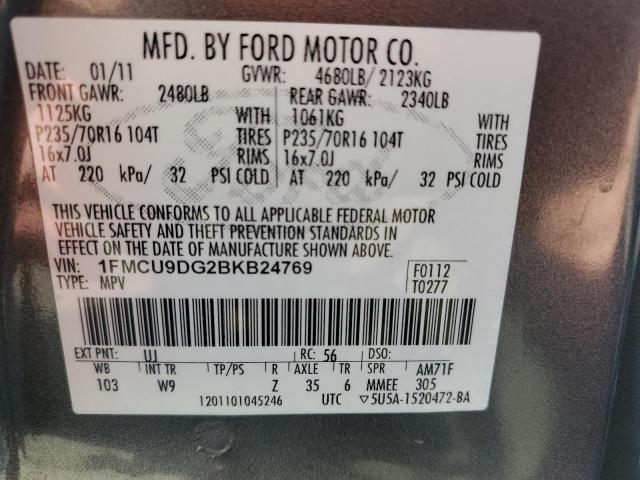 MFD. BY FORD MOTOR CO.
DATE: 01/11 GVWR: 4680LB/ 2123KG
FRONT GAWR: 2480LB REAR GAWR: 2340LB
1125KG WITH 1061KG WITH
P235/70R16 104T TIRES P235/70R16 104T TIRES
16x7.0J RIMS 16x7.0J RIMS
AT 220 kPa/ 32 PSI COLD AT 220 kPa/ 32 PSI COLD
THIS VEHICLE CONFORMS TO ALL APPLICABLE FEDERAL MOTOR
VEHICLE SAFETY AND THEFT PREVENTION STANDARDS IN
EFFECT ON THE DATE OF MANUFACTURE SHOWN ABOVE.
VIN: 1FMCU9DG2BKB24769 F0112
TYPE: MPV T0277
EXT PNT: UJ RC: 56 DSO:
WB INT TR TP/PS R AXLE TR SPR AM71F
103 W9 Z 35 6 MMEE 305
1201101045246 UTC ▽5U5A-1520472-BA